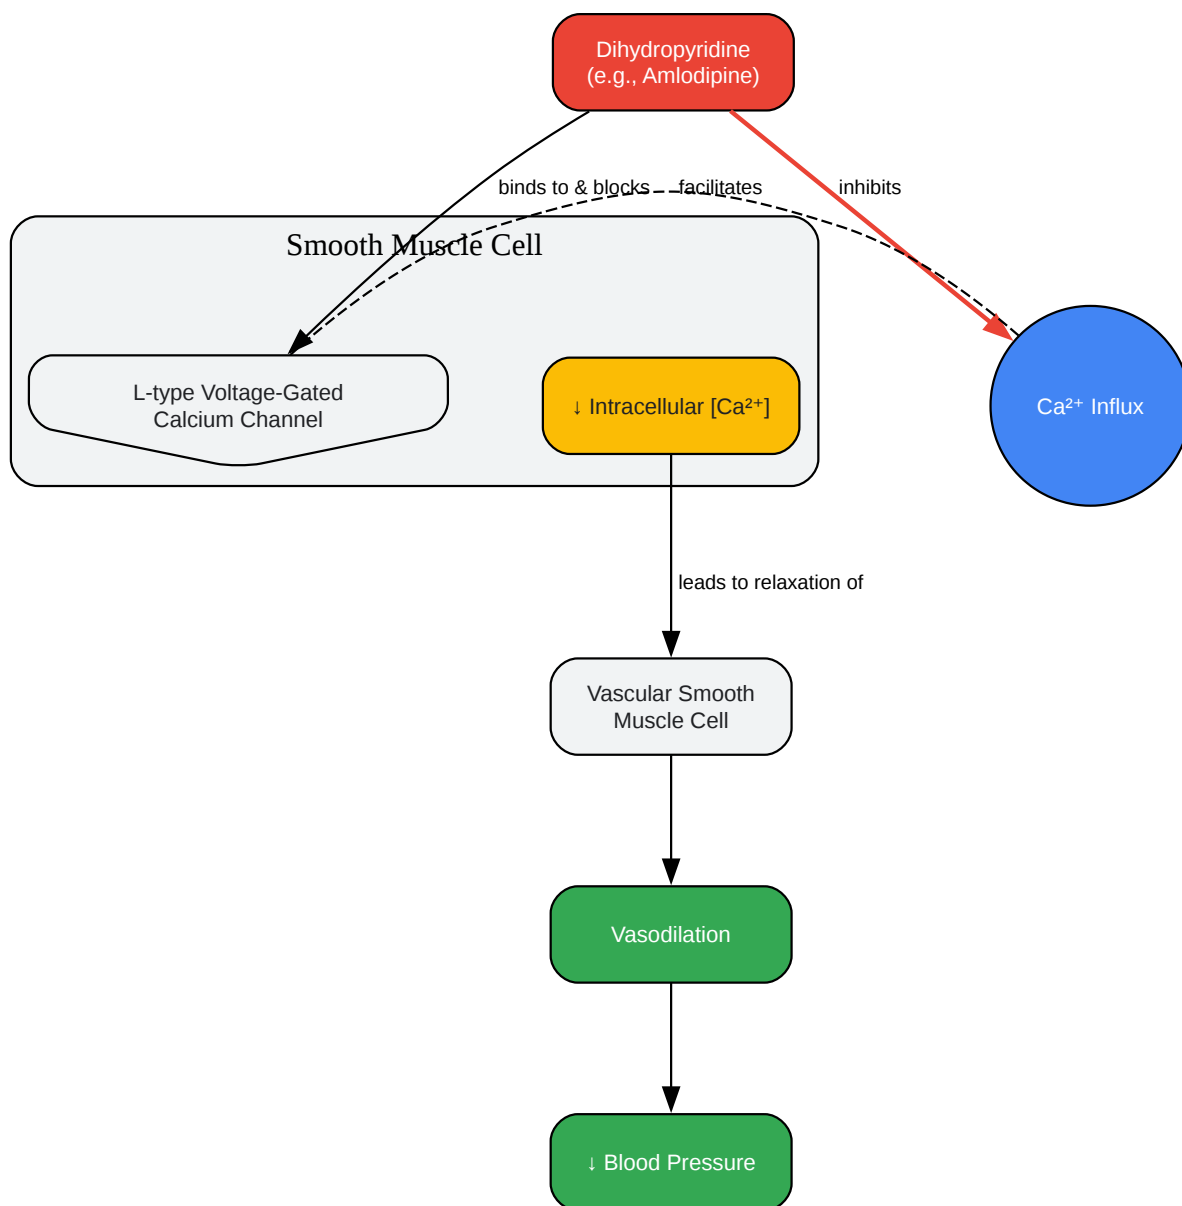 Dihydropyridine
(e.g., Amlodipine)
binds to & blocks
facilitates
inhibits
Smooth Muscle Cell
L-type Voltage-Gated
Calcium Channel
↓ Intracellular [Ca²⁺]
Ca²⁺ Influx
leads to relaxation of
Vascular Smooth
Muscle Cell
Vasodilation
↓ Blood Pressure